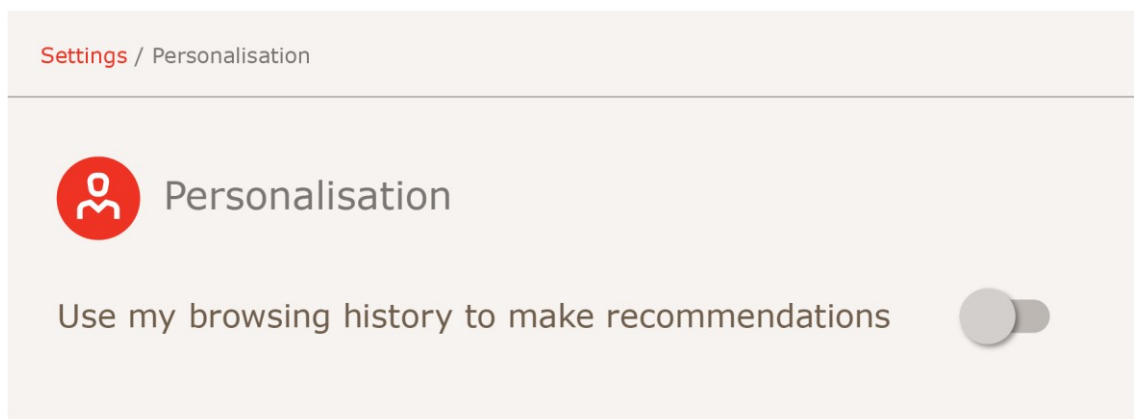 Settings / Personalisation
Personalisation
Use my browsing history to make recommendations